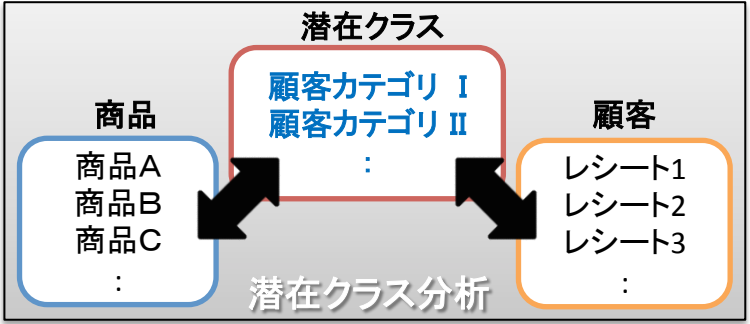 潜在クラス
顧客カテゴリ I
顧客カテゴリ II
:
商品
商品A
商品B
商品C
:
顧客
レシート1
レシート2
レシート3
:
潜在クラス分析